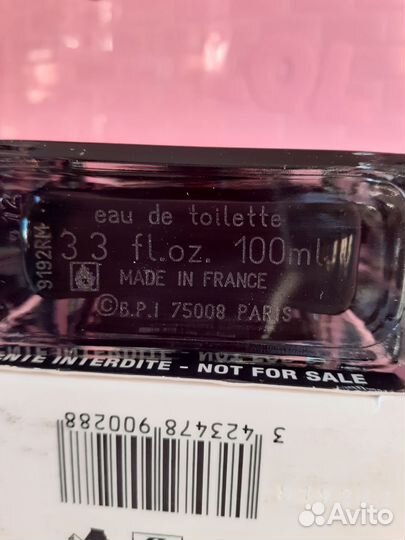 eau de toilette
3.3 fl.oz. 100ml
MADE IN FRANCE
©B.P.I 75008 PARIS
9192RM
ENTE INTERDITE - NOT FOR SALE
3 423478 900288
Avito